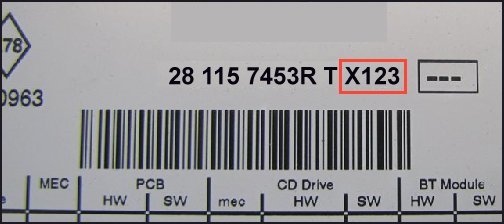 78
28 115 7453R T X123 ---
0963
MEC PCB CD Drive BT Module
HW SW mec HW SW HW SW